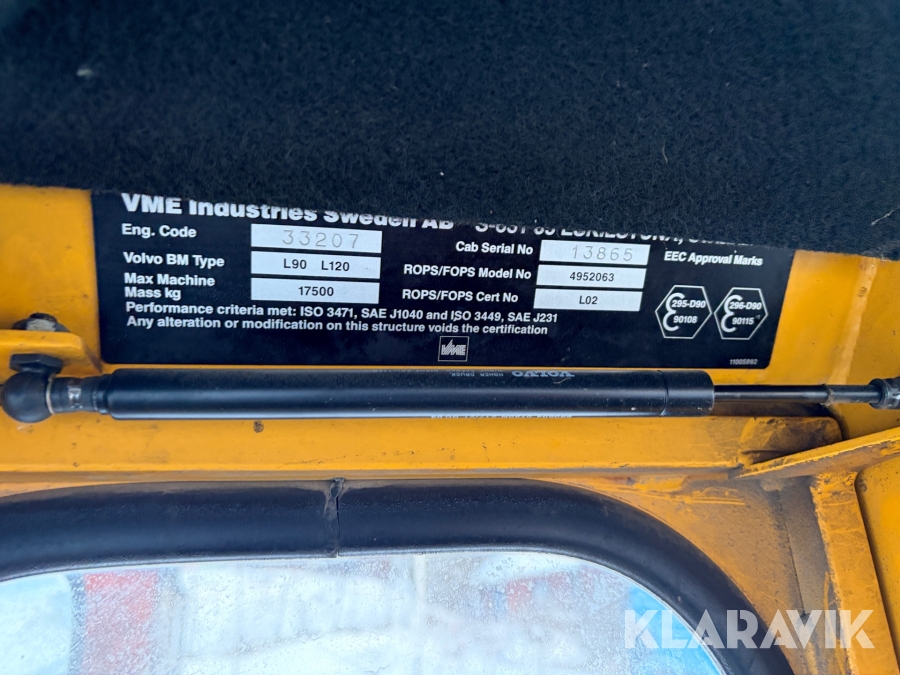 VME Industries Sweden AB
Eng. Code 33207 Cab Serial No 13865 EEC Approval Marks
Volvo BM Type L90 L120 ROPS/FOPS Model No 4952063
Max Machine Mass kg 17500 ROPS/FOPS Cert No L02
295-D90 90108 296-D90 90115
Performance criteria met: ISO 3471, SAE J1040 and ISO 3449, SAE J231
Any alteration or modification on this structure voids the certification
VME
11005862
VOLVO
KLARAVIK